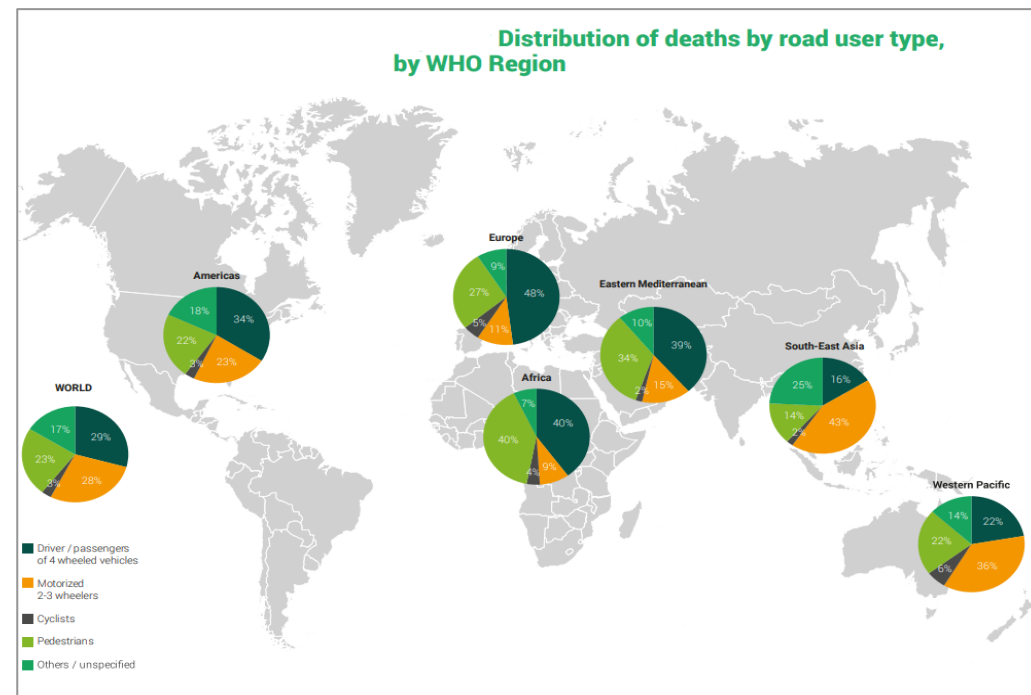 Distribution of deaths by road user type,
by WHO Region
Europe
9%
48%
27%
5%
11%
Americas
18%
34%
22%
3%
23%
Eastern Mediterranean
10%
39%
34%
2%
15%
South-East Asia
25%
16%
14%
2%
43%
Africa
7%
40%
40%
4%
9%
WORLD
17%
29%
23%
3%
28%
Western Pacific
14%
22%
22%
6%
36%
Driver / passengers
of 4 wheeled vehicles
Motorized
2-3 wheelers
Cyclists
Pedestrians
Others / unspecified